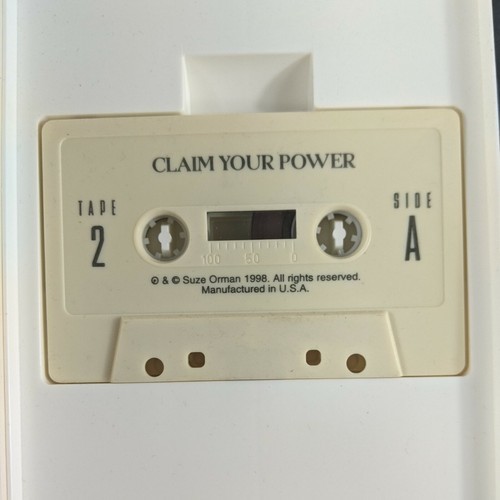 CLAIM YOUR POWER
TAPE
2
SIDE
A
100 50 0
℗ & © Suze Orman 1998. All rights reserved.
Manufactured in U.S.A.